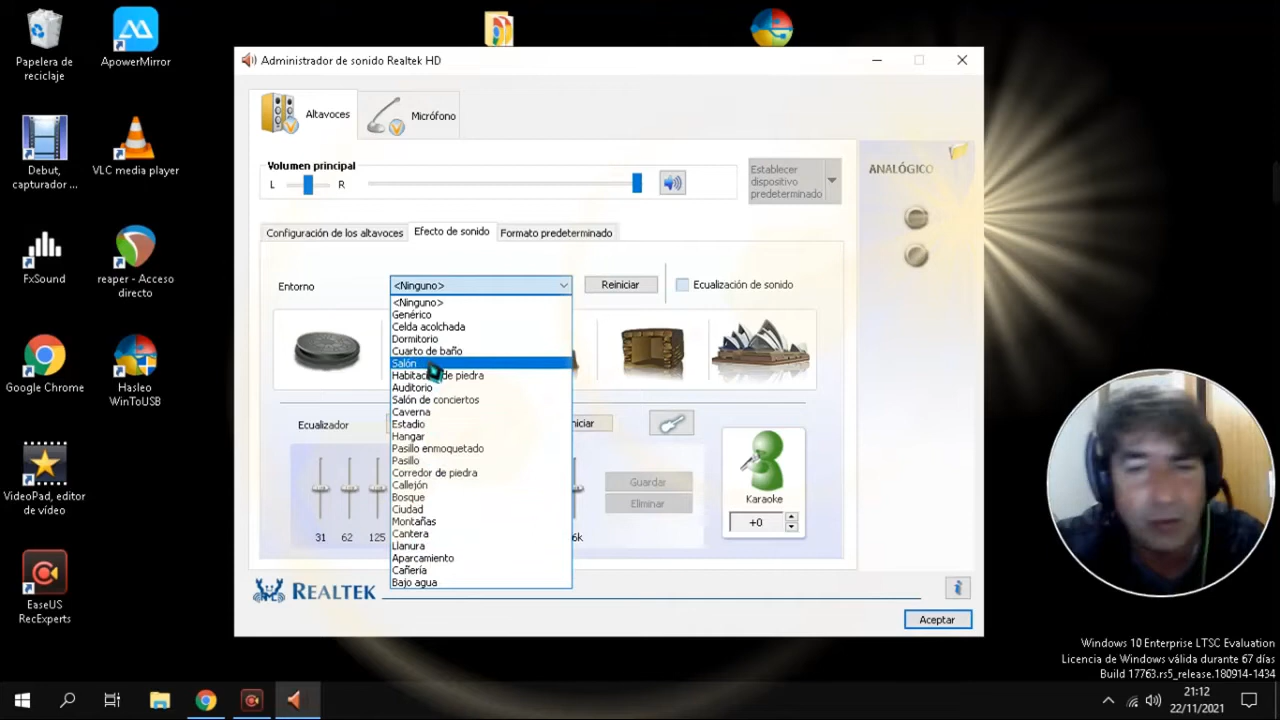 Papelera de
reciclaje
ApowerMirror
Debut,
capturador ...
VLC media player
FxSound
reaper - Acceso
directo
Google Chrome
Hasleo
WinToUSB
VideoPad, editor
de vídeo
EaseUS
RecExperts
Administrador de sonido Realtek HD
Altavoces
Micrófono
Volumen principal
L
R
Establecer
dispositivo
predeterminado
ANALÓGICO
Configuración de los altavoces
Efecto de sonido
Formato predeterminado
Entorno
<Ninguno>
Reiniciar
Ecualización de sonido
<Ninguno>
Genérico
Celda acolchada
Dormitorio
Cuarto de baño
Salón
Habitac de piedra
Auditorio
Salón de conciertos
Caverna
Estadio
Hangar
Pasillo enmoquetado
Pasillo
Corredor de piedra
Callejón
Bosque
Ciudad
Montañas
Cantera
Llanura
Aparcamiento
Cañería
Bajo agua
Ecualizador
iciar
Guardar
Eliminar
31 62 125
6k
Karaoke
+0
REALTEK
Aceptar
Windows 10 Enterprise LTSC Evaluation
Licencia de Windows válida durante 67 días
Build 17763.rs5_release.180914-1434
21:12
22/11/2021